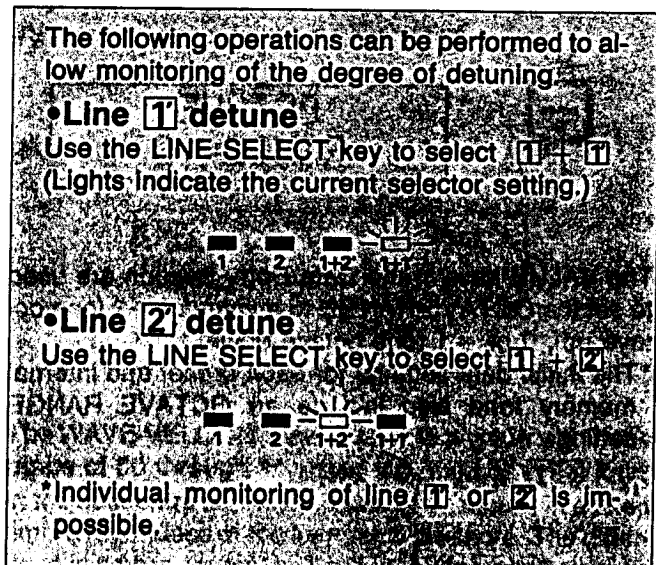 The following operations can be performed to al-
low monitoring of the degree of detuning.
•Line 1' detune
Use the LINE SELECT key to select 1 + 1'
(Lights indicate the current selector setting.)
1 2 1+2' 1+1'
•Line 2' detune
Use the LINE SELECT key to select 1 + 2'
1 2 1+2' 1+1'
*Individual monitoring of line 1' or 2' is im-
possible.